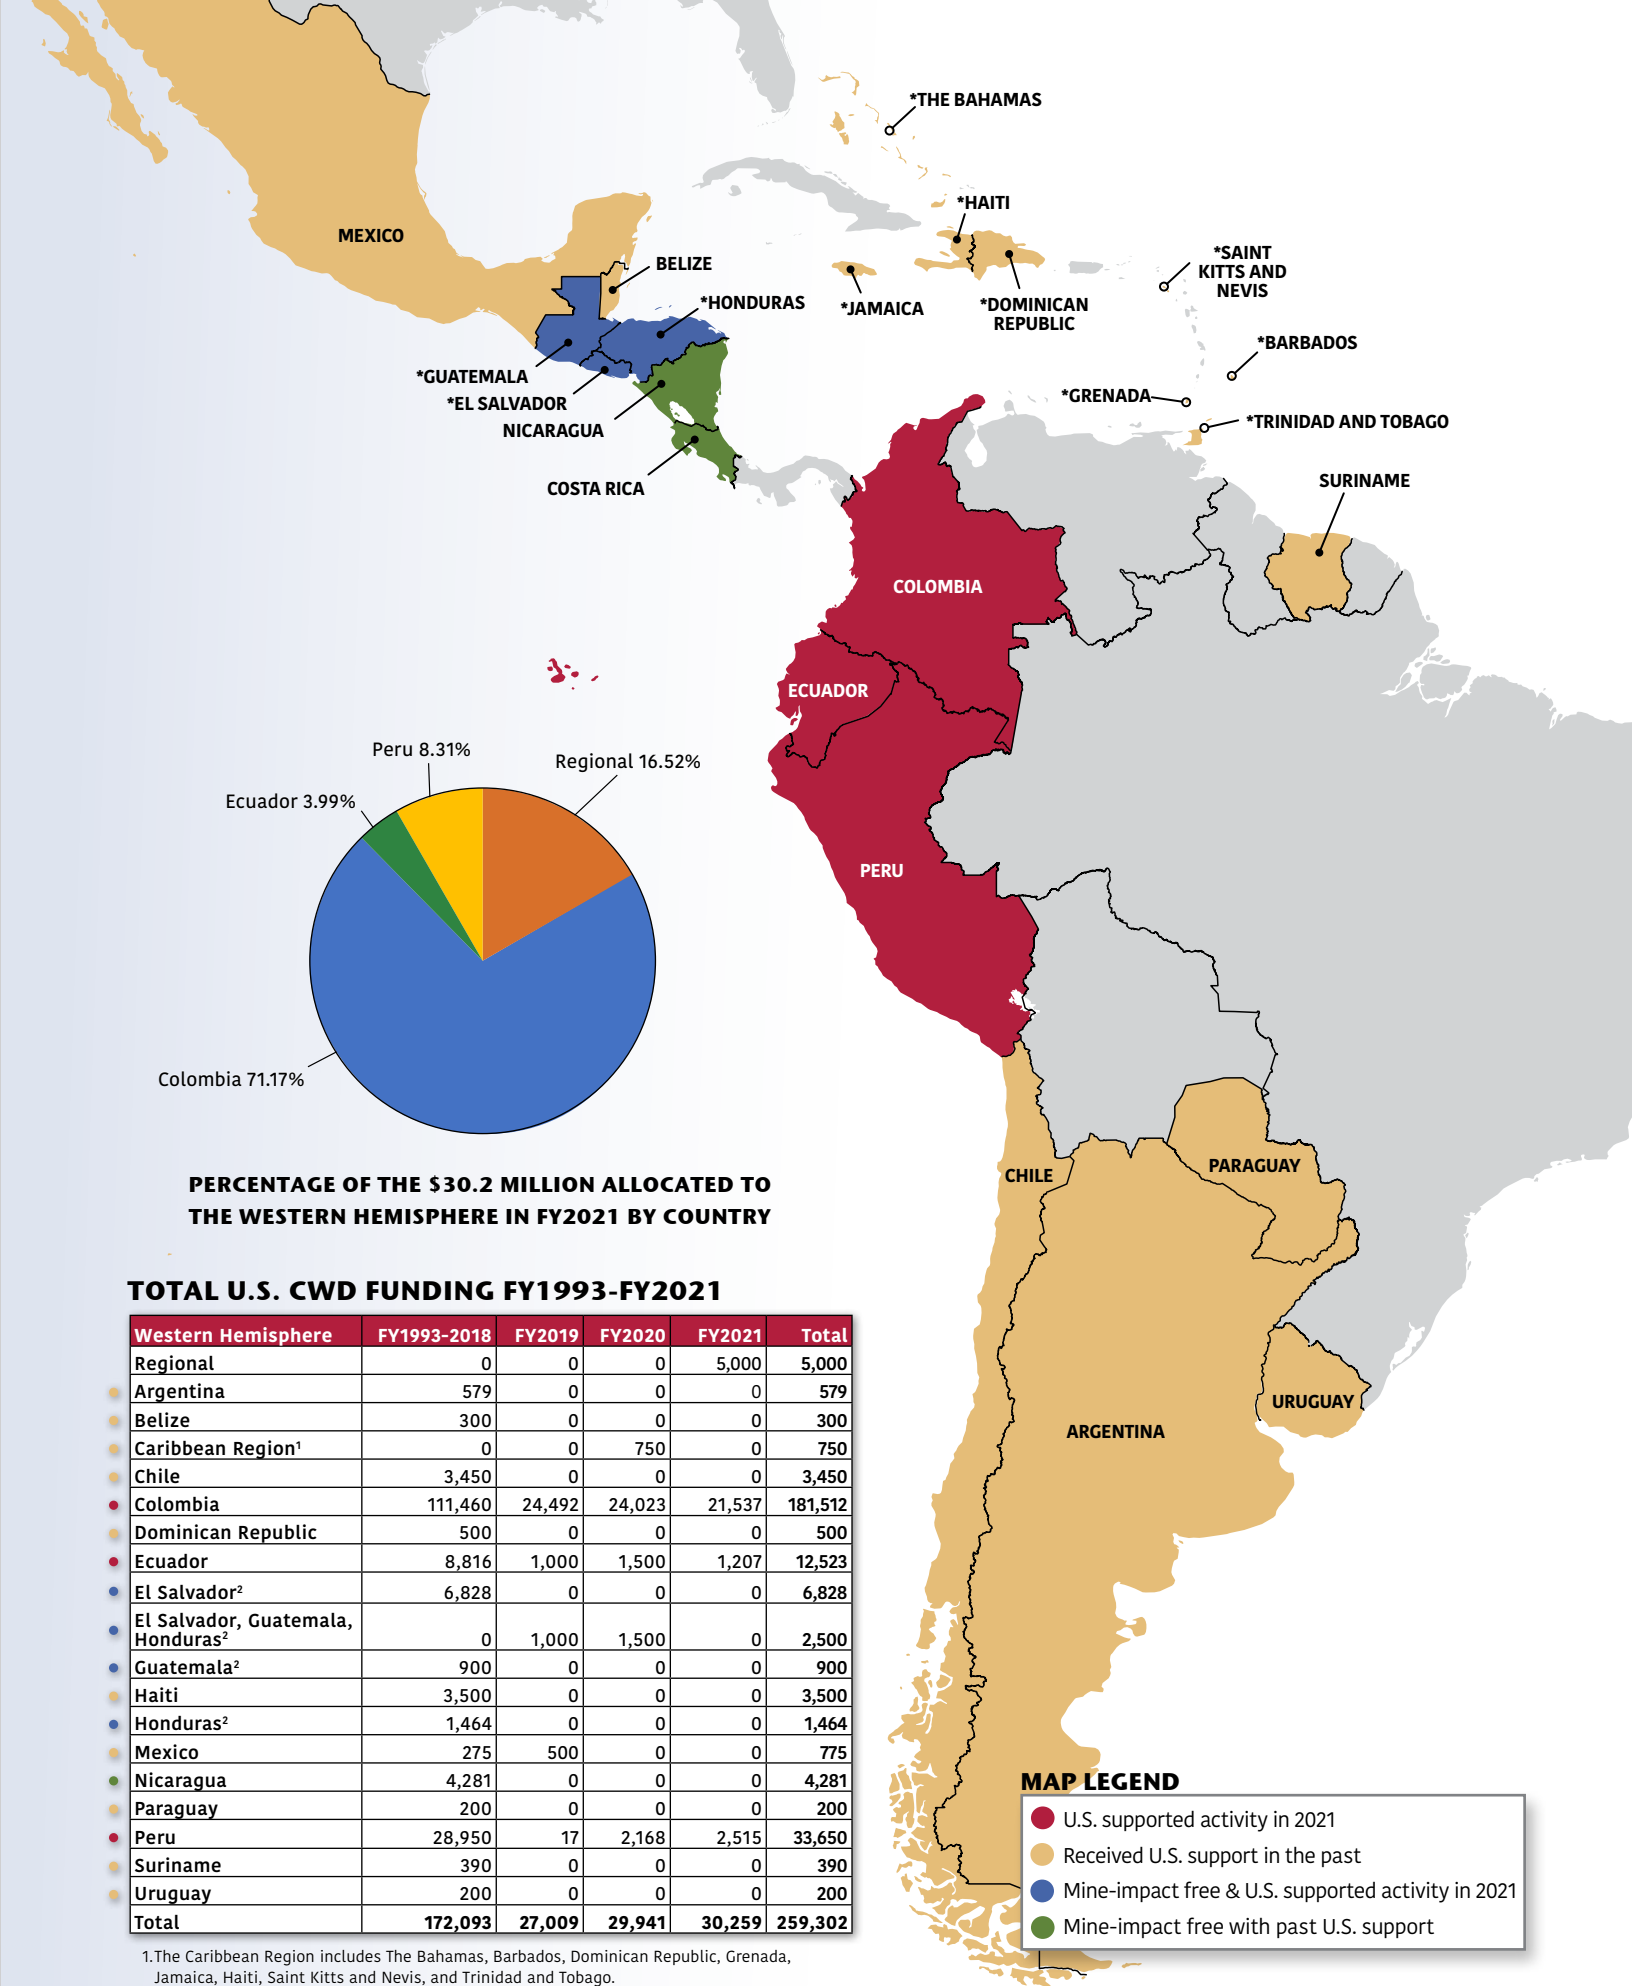 *THE BAHAMAS
*HAITI
MEXICO
*SAINT
KITTS AND
NEVIS
BELIZE
*HONDURAS
*JAMAICA
*DOMINICAN
REPUBLIC
*BARBADOS
*GUATEMALA
*GRENADA
*EL SALVADOR
*TRINIDAD AND TOBAGO
NICARAGUA
COSTA RICA
SURINAME
COLOMBIA
ECUADOR
PERU
CHILE
PARAGUAY
URUGUAY
ARGENTINA
Peru 8.31%
Regional 16.52%
Ecuador 3.99%
Colombia 71.17%
PERCENTAGE OF THE $30.2 MILLION ALLOCATED TO
THE WESTERN HEMISPHERE IN FY2021 BY COUNTRY
TOTAL U.S. CWD FUNDING FY1993-FY2021
Western Hemisphere FY1993-2018 FY2019 FY2020 FY2021 Total
Regional 0 0 0 5,000 5,000
Argentina 579 0 0 0 579
Belize 300 0 0 0 300
Caribbean Region¹ 0 0 750 0 750
Chile 3,450 0 0 0 3,450
Colombia 111,460 24,492 24,023 21,537 181,512
Dominican Republic 500 0 0 0 500
Ecuador 8,816 1,000 1,500 1,207 12,523
El Salvador² 6,828 0 0 0 6,828
El Salvador, Guatemala,
Honduras² 0 1,000 1,500 0 2,500
Guatemala² 900 0 0 0 900
Haiti 3,500 0 0 0 3,500
Honduras² 1,464 0 0 0 1,464
Mexico 275 500 0 0 775
Nicaragua 4,281 0 0 0 4,281
Paraguay 200 0 0 0 200
Peru 28,950 17 2,168 2,515 33,650
Suriname 390 0 0 0 390
Uruguay 200 0 0 0 200
Total 172,093 27,009 29,941 30,259 259,302
1.The Caribbean Region includes The Bahamas, Barbados, Dominican Republic, Grenada,
Jamaica, Haiti, Saint Kitts and Nevis, and Trinidad and Tobago.
MAP LEGEND
U.S. supported activity in 2021
Received U.S. support in the past
Mine-impact free & U.S. supported activity in 2021
Mine-impact free with past U.S. support